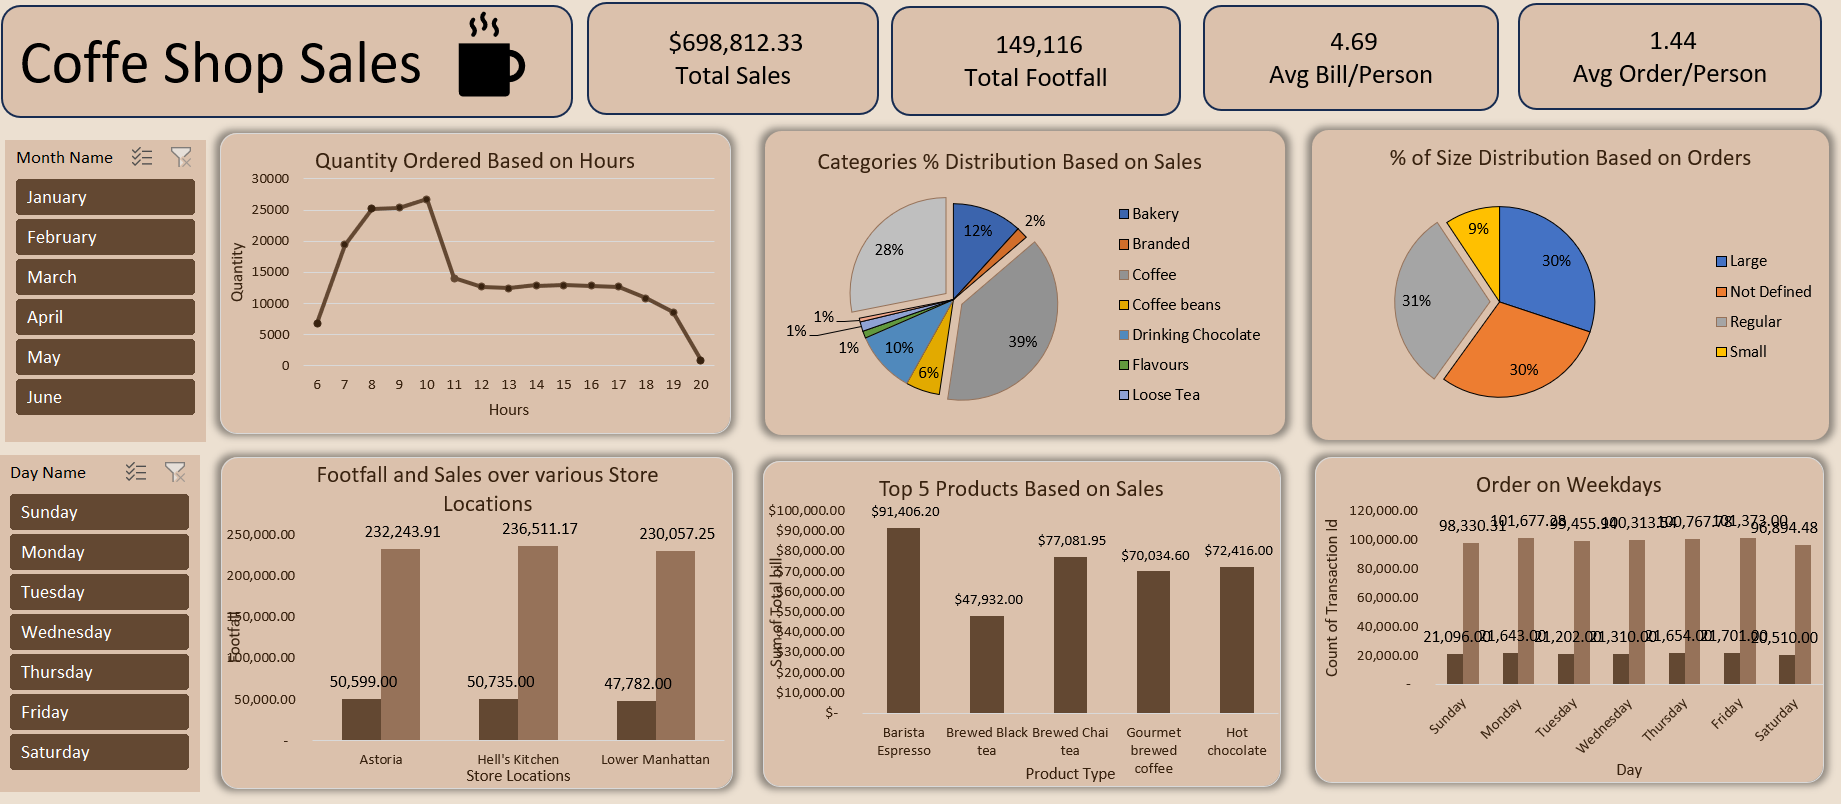 Coffe Shop Sales
$698,812.33
Total Sales
149,116
Total Footfall
4.69
Avg Bill/Person
1.44
Avg Order/Person
Month Name
January
February
March
April
May
June
Day Name
Sunday
Monday
Tuesday
Wednesday
Thursday
Friday
Saturday
Quantity Ordered Based on Hours
Quantity
30000
25000
20000
15000
10000
5000
0
6 7 8 9 10 11 12 13 14 15 16 17 18 19 20
Hours
Categories % Distribution Based on Sales
12%
2%
39%
6%
10%
1%
1%
1%
28%
Bakery
Branded
Coffee
Coffee beans
Drinking Chocolate
Flavours
Loose Tea
% of Size Distribution Based on Orders
30%
30%
31%
9%
Large
Not Defined
Regular
Small
Footfall and Sales over various Store
Locations
Footfall
250,000.00
200,000.00
150,000.00
100,000.00
50,000.00
-
232,243.91
236,511.17
230,057.25
50,599.00
50,735.00
47,782.00
Astoria
Hell's Kitchen
Lower Manhattan
Store Locations
Top 5 Products Based on Sales
Sum of Total bill
$100,000.00
$90,000.00
$80,000.00
$70,000.00
$60,000.00
$50,000.00
$40,000.00
$30,000.00
$20,000.00
$10,000.00
$-
$91,406.20
$47,932.00
$77,081.95
$70,034.60
$72,416.00
Barista
Espresso
Brewed Black
tea
Brewed Chai
tea
Gourmet
brewed
coffee
Hot
chocolate
Product Type
Order on Weekdays
Count of Transaction Id
120,000.00
100,000.00
80,000.00
60,000.00
40,000.00
20,000.00
-
98,330.31
101,677.28
99,455.94
100,313.54
100,767.78
101,373.00
96,894.48
21,096.00
21,643.00
21,202.00
21,310.00
21,654.00
21,701.00
20,510.00
Sunday
Monday
Tuesday
Wednesday
Thursday
Friday
Saturday
Day